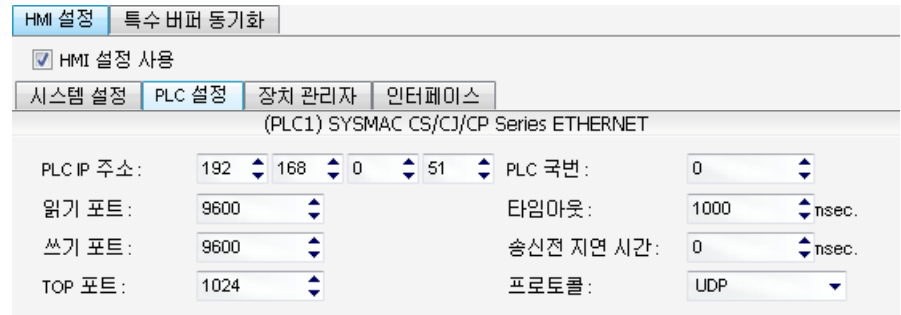 HMI 설정 특수 버퍼 동기화
HMI 설정 사용
시스템 설정 PLC 설정 장치 관리자 인터페이스
(PLC1) SYSMAC CS/CJ/CP Series ETHERNET
PLC IP 주소 : 192 168 0 51 PLC 국번 : 0
읽기 포트 : 9600 타임아웃 : 1000 msec.
쓰기 포트 : 9600 송신전 지연 시간 : 0 msec.
TOP 포트 : 1024 프로토콜 : UDP